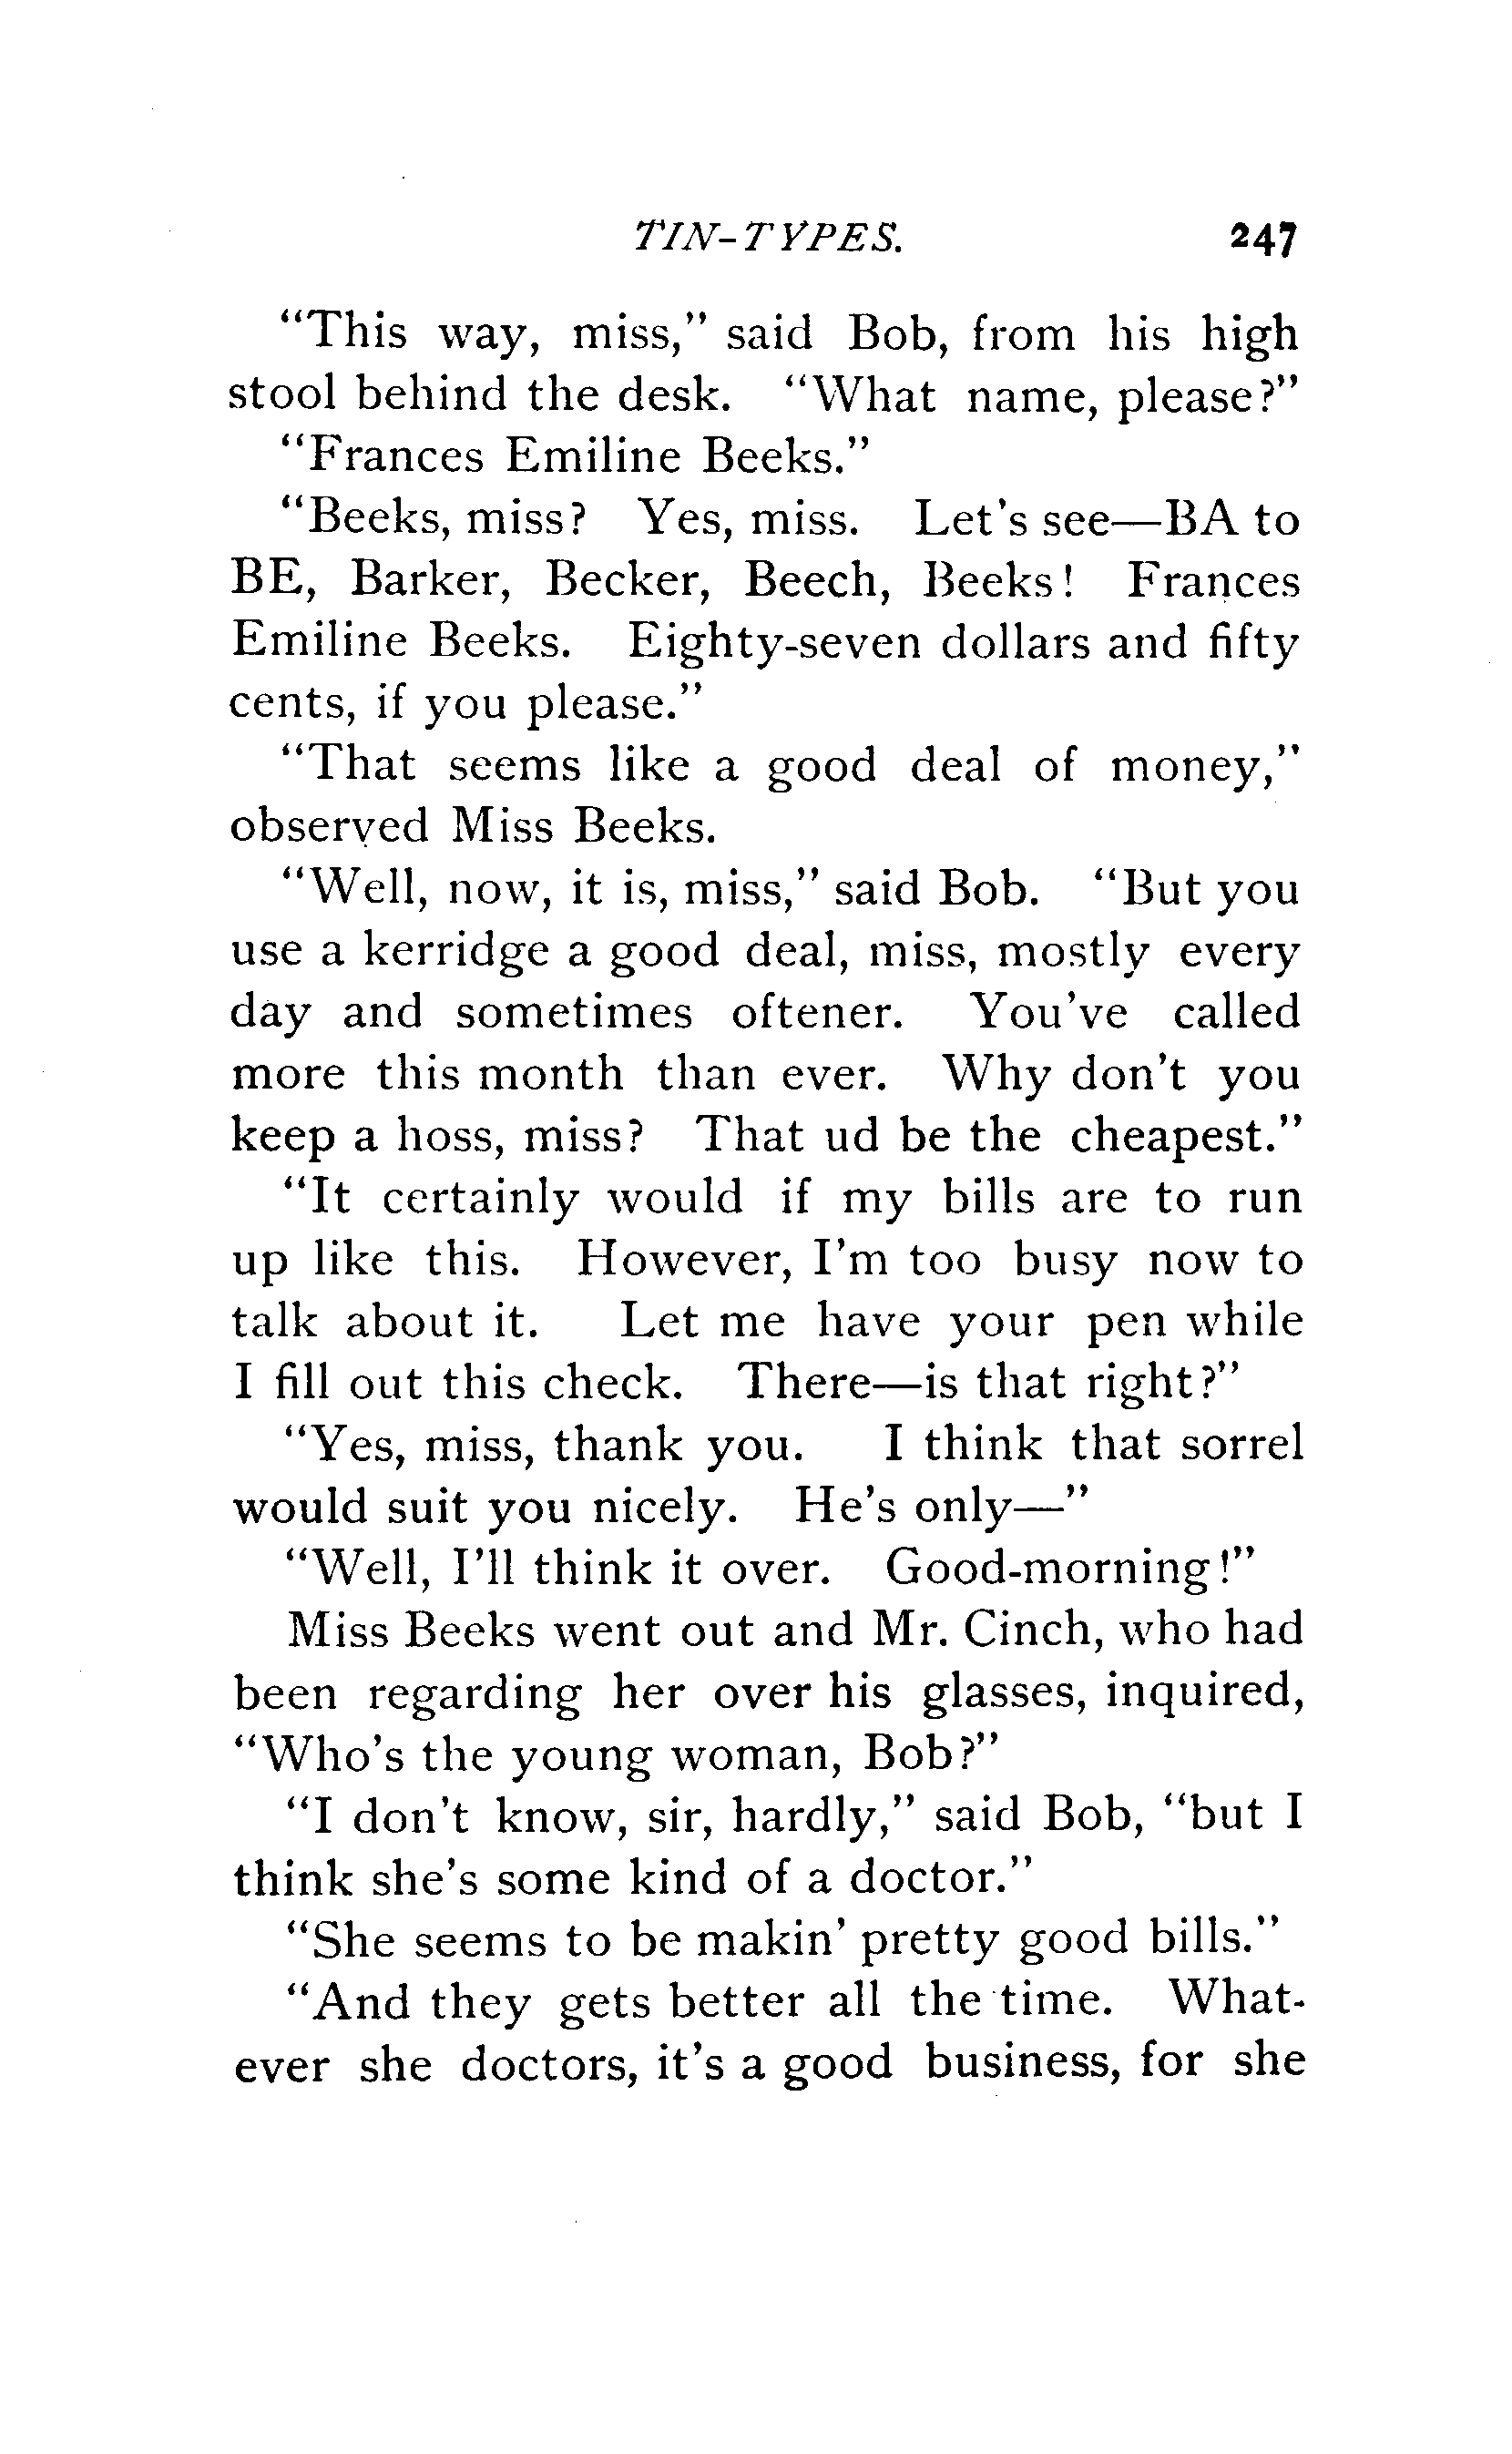 TIN-TYPES. 247
"This way, miss," said Bob, from his high
stool behind the desk. "What name, please?"
"Frances Emiline Beeks."
"Beeks, miss? Yes, miss. Let's see—BA to
BE, Barker, Becker, Beech, Beeks! Frances
Emiline Beeks. Eighty-seven dollars and fifty
cents, if you please."
"That seems like a good deal of money,"
observed Miss Beeks.
"Well, now, it is, miss," said Bob. "But you
use a kerridge a good deal, miss, mostly every
day and sometimes oftener. You've called
more this month than ever. Why don't you
keep a hoss, miss? That ud be the cheapest."
"It certainly would if my bills are to run
up like this. However, I'm too busy now to
talk about it. Let me have your pen while
I fill out this check. There—is that right?"
"Yes, miss, thank you. I think that sorrel
would suit you nicely. He's only—"
"Well, I'll think it over. Good-morning!"
Miss Beeks went out and Mr. Cinch, who had
been regarding her over his glasses, inquired,
"Who's the young woman, Bob?"
"I don't know, sir, hardly," said Bob, "but I
think she's some kind of a doctor."
"She seems to be makin' pretty good bills."
"And they gets better all the time. What-
ever she doctors, it's a good business, for she